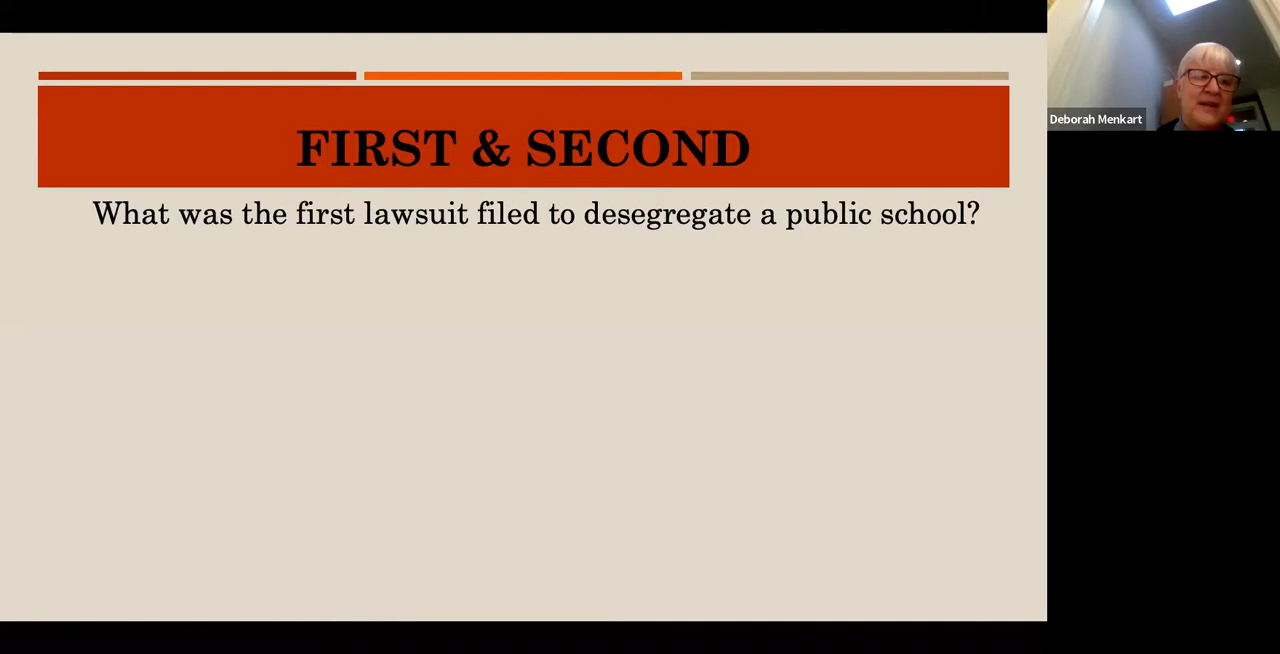 FIRST & SECOND
What was the first lawsuit filed to desegregate a public school?
Deborah Menkart